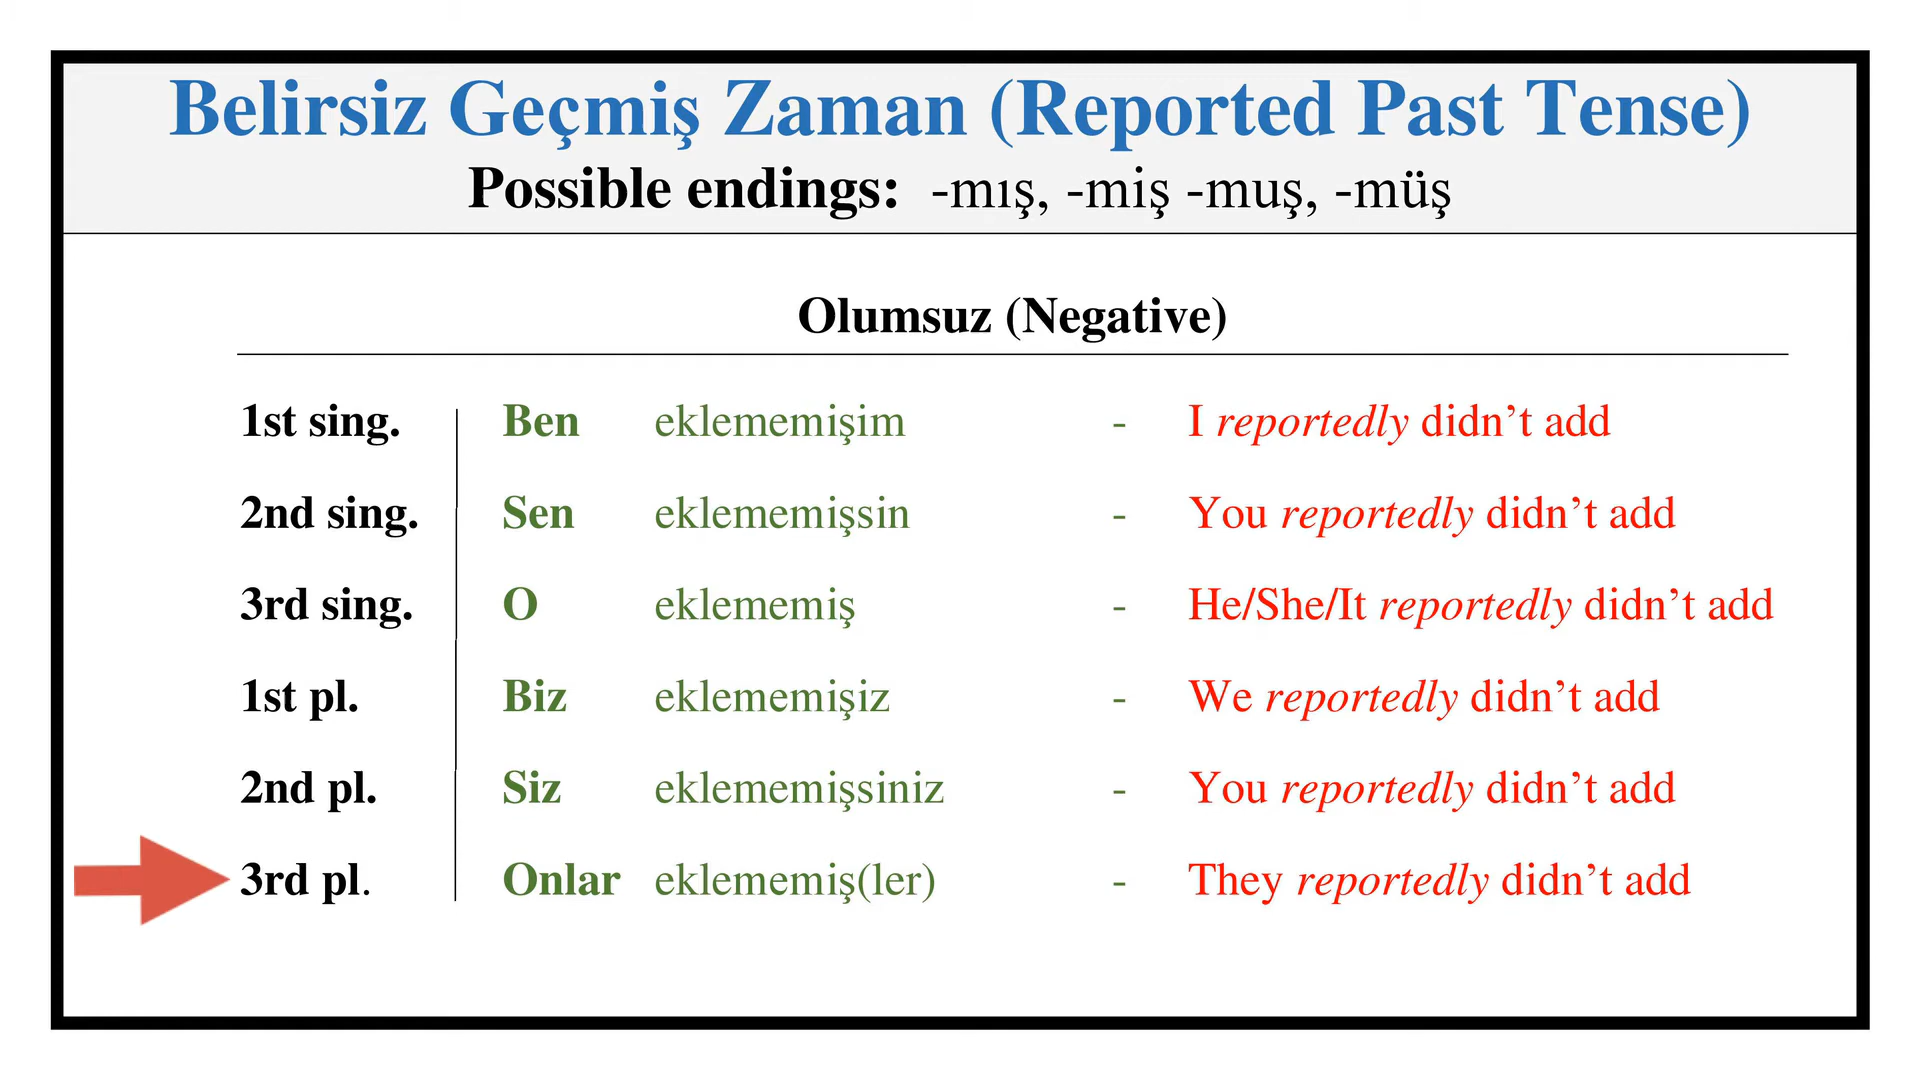 Belirsiz Geçmiş Zaman (Reported Past Tense)
Possible endings: -mış, -miş -muş, -müş
Olumsuz (Negative)
1st sing. Ben eklememişim - I reportedly didn’t add
2nd sing. Sen eklememişsin - You reportedly didn’t add
3rd sing. O eklememiş - He/She/It reportedly didn’t add
1st pl. Biz eklememişiz - We reportedly didn’t add
2nd pl. Siz eklememişsiniz - You reportedly didn’t add
3rd pl. Onlar eklememiş(ler) - They reportedly didn’t add